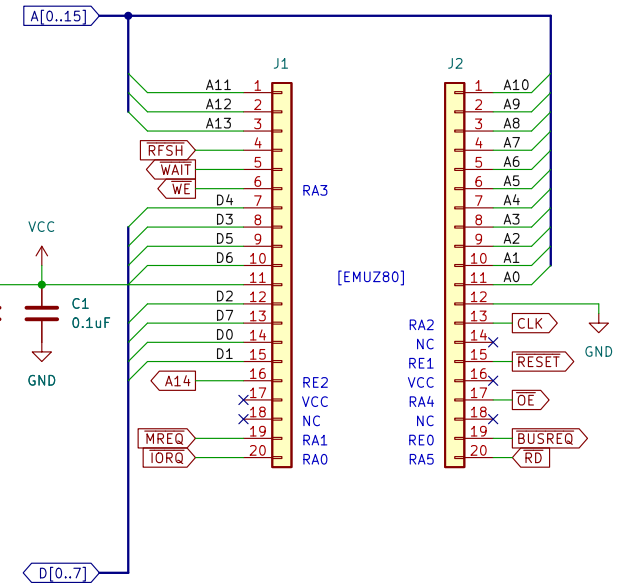 A[0..15]
J1
J2
A11 1
1 A10
A12 2
2 A9
A13 3
3 A8
RFSH 4
4 A7
WAIT 5
5 A6
WE 6 RA3
6 A5
D4 7
7 A4
D3 8
8 A3
D5 9
9 A2
D6 10
10 A1
[EMUZ80]
11
11 A0
VCC
C1
0.1uF
GND
D2 12
12
GND
D7 13
RA2 13 CLK
D0 14
NC 14
D1 15
RE1 15 RESET
A14 16 RE2
VCC 16
17 VCC
RA4 17 OE
18 NC
NC 18
MREQ 19 RA1
RE0 19 BUSREQ
IORQ 20 RA0
RA5 20 RD
D[0..7]